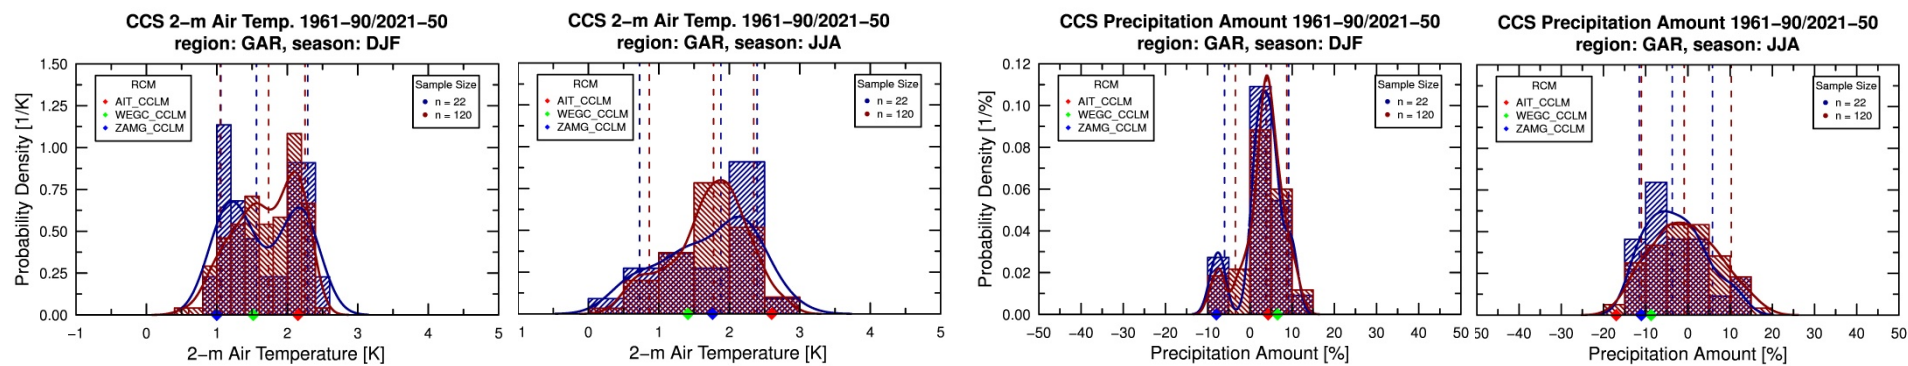 CCS 2−m Air Temp. 1961−90/2021−50
region: GAR, season: DJF
Probability Density [1/K]
1.50
1.25
1.00
0.75
0.50
0.25
0.00
RCM
AIT_CCLM
WEGC_CCLM
ZAMG_CCLM
Sample Size
n = 22
n = 120
−1 0 1 2 3 4 5
2−m Air Temperature [K]
CCS 2−m Air Temp. 1961−90/2021−50
region: GAR, season: JJA
RCM
AIT_CCLM
WEGC_CCLM
ZAMG_CCLM
Sample Size
n = 22
n = 120
1 0 1 2 3 4 5
2−m Air Temperature [K]
CCS Precipitation Amount 1961−90/2021−50
region: GAR, season: DJF
Probability Density [1/%]
0.12
0.10
0.08
0.06
0.04
0.02
0.00
RCM
AIT_CCLM
WEGC_CCLM
ZAMG_CCLM
Sample Size
n = 22
n = 120
−50 −40 −30 −20 −10 0 10 20 30 40 50
Precipitation Amount [%]
CCS Precipitation Amount 1961−90/2021−50
region: GAR, season: JJA
RCM
AIT_CCLM
WEGC_CCLM
ZAMG_CCLM
Sample Size
n = 22
n = 120
50 −40 −30 −20 −10 0 10 20 30 40 50
Precipitation Amount [%]